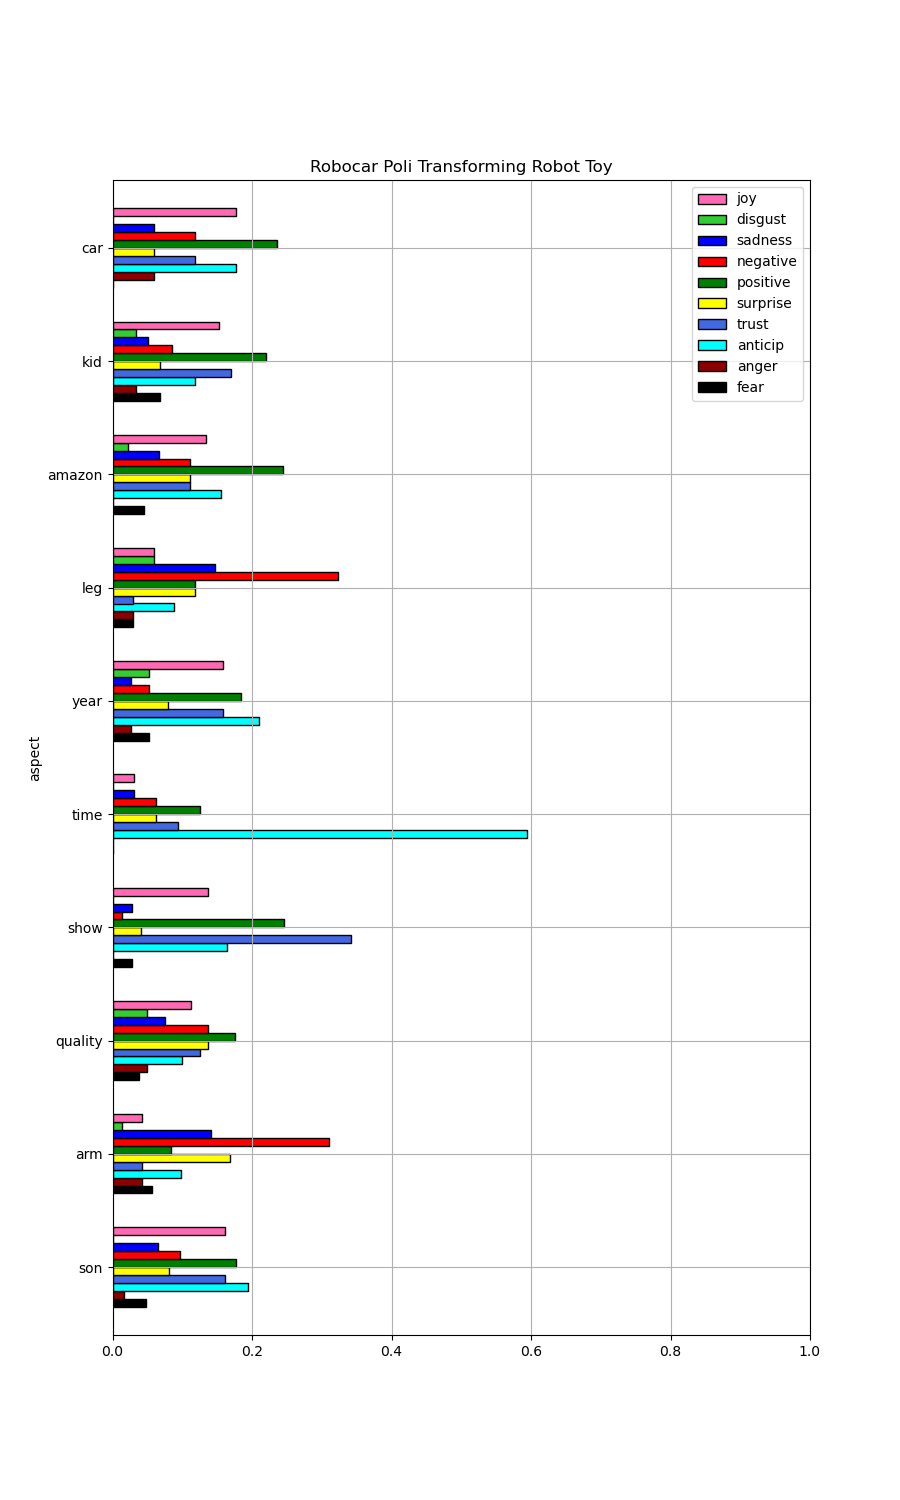 Robocar Poli Transforming Robot Toy
joy
disgust
sadness
negative
positive
surprise
trust
anticip
anger
fear
car
kid
amazon
leg
year
time
show
quality
arm
son
aspect
0.0 0.2 0.4 0.6 0.8 1.0